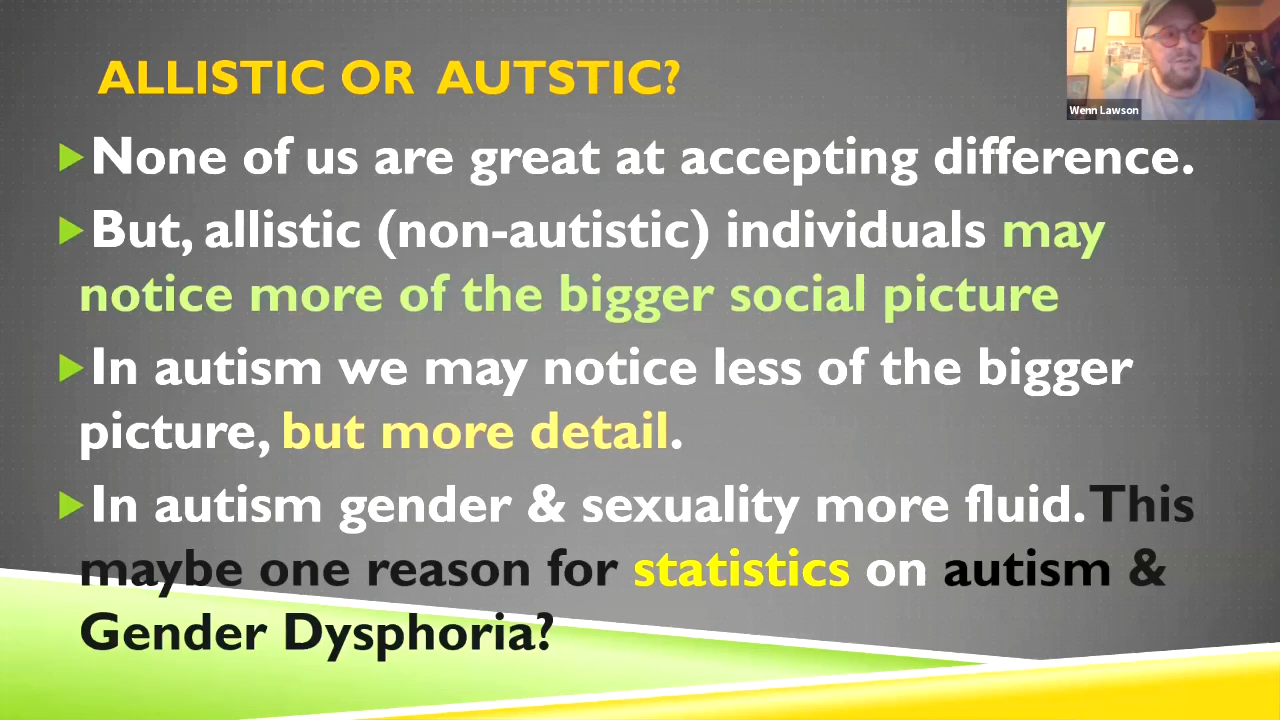 ALLISTIC OR AUTSTIC?
Wenn Lawson
None of us are great at accepting difference.
But, allistic (non-autistic) individuals may
notice more of the bigger social picture
In autism we may notice less of the bigger
picture, but more detail.
In autism gender & sexuality more fluid. This
maybe one reason for statistics on autism &
Gender Dysphoria?